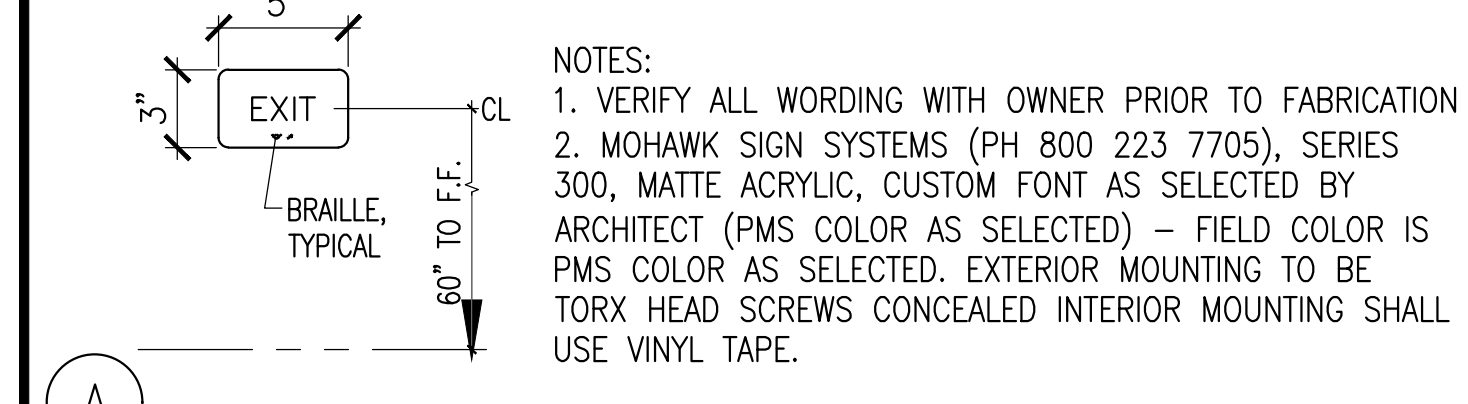 5"
3"
EXIT
CL
BRAILLE,
TYPICAL
60" TO F.F.
NOTES:
1. VERIFY ALL WORDING WITH OWNER PRIOR TO FABRICATION
2. MOHAWK SIGN SYSTEMS (PH 800 223 7705), SERIES
300, MATTE ACRYLIC, CUSTOM FONT AS SELECTED BY
ARCHITECT (PMS COLOR AS SELECTED) – FIELD COLOR IS
PMS COLOR AS SELECTED. EXTERIOR MOUNTING TO BE
TORX HEAD SCREWS CONCEALED INTERIOR MOUNTING SHALL
USE VINYL TAPE.
A